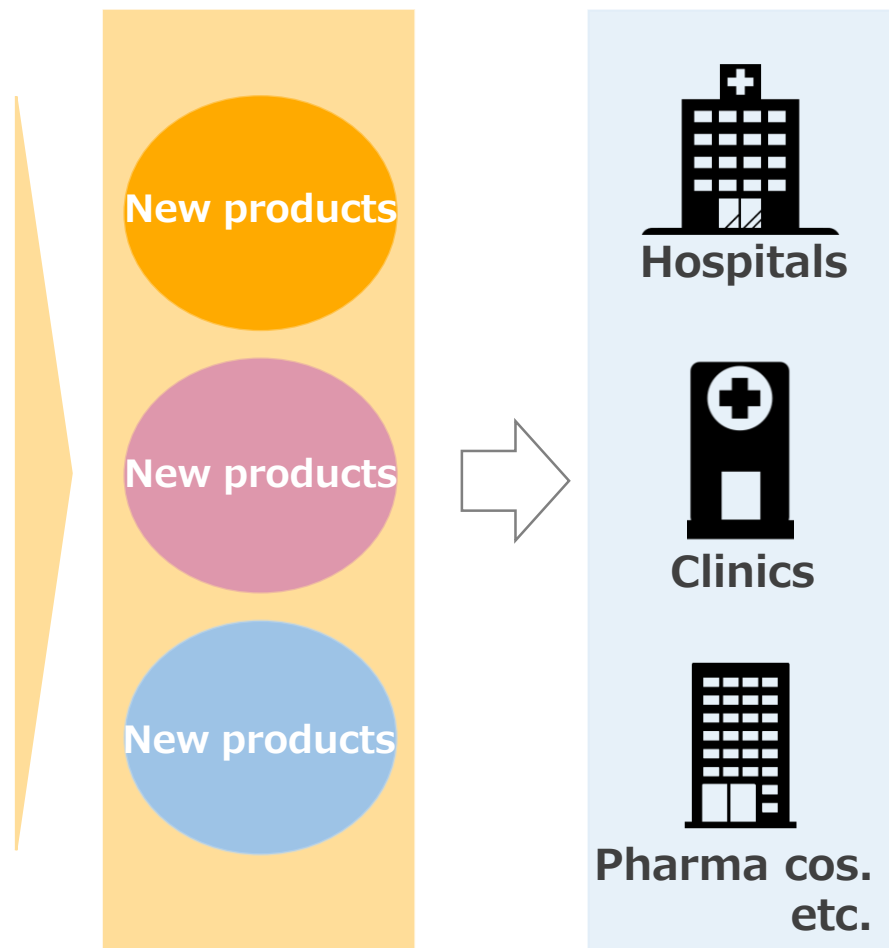 New products
New products
New products
Hospitals
Clinics
Pharma cos.
etc.